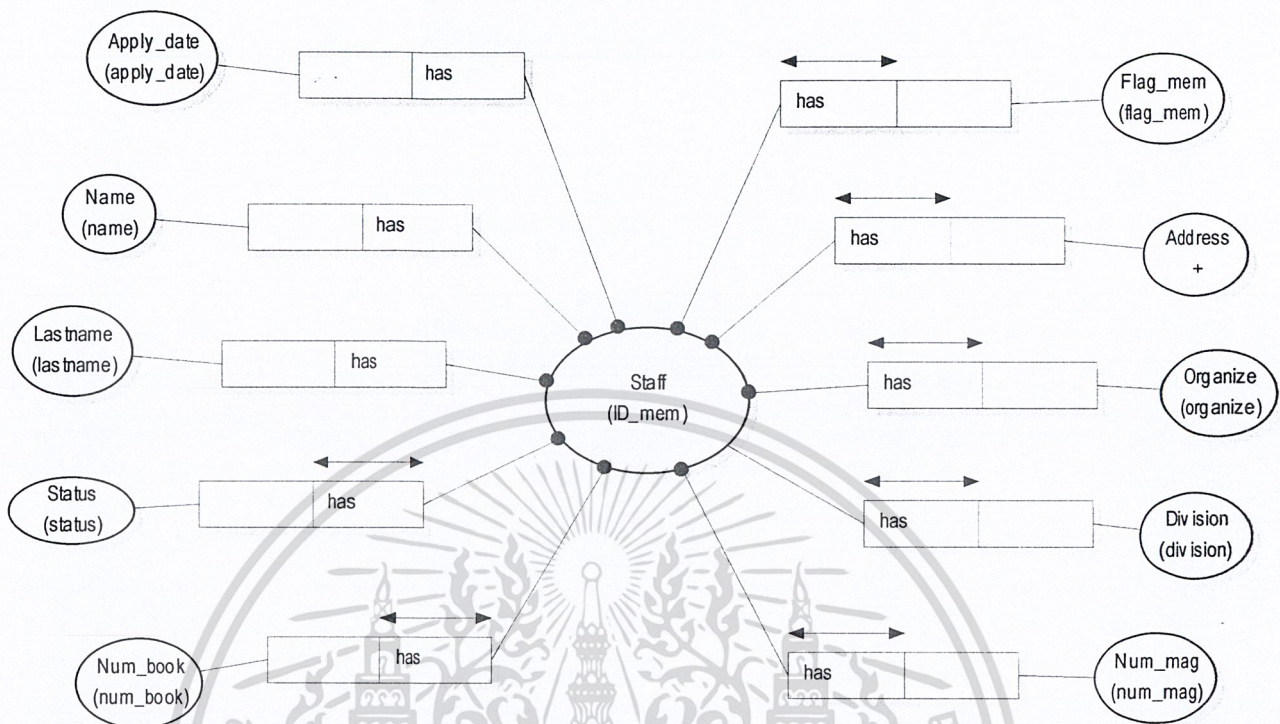 Apply_date
(apply_date)
has
has
Flag_mem
(flag_mem)
Name
(name)
has
has
Address
+
Lastname
(lastname)
has
Staff
(ID_mem)
has
Organize
(organize)
Status
(status)
has
has
Division
(division)
Num_book
(num_book)
has
has
Num_mag
(num_mag)